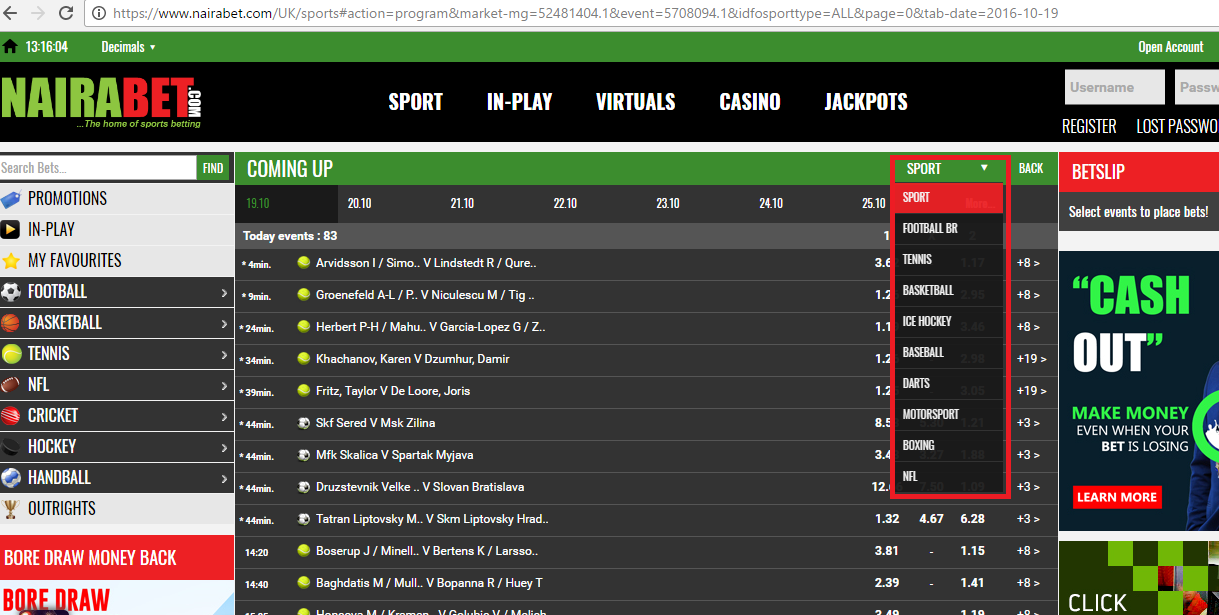 https://www.nairabet.com/UK/sports#action=program&market-mg=52481404.1&event=5708094.1&idfosporttype=ALL&page=0&tab-date=2016-10-19
13:16:04 Decimals Open Account
NAIRABET.COM
...The home of sports betting
SPORT IN-PLAY VIRTUALS CASINO JACKPOTS
Username Passw
REGISTER LOST PASSWO
Search Bets... FIND
PROMOTIONS
IN-PLAY
MY FAVOURITES
FOOTBALL
BASKETBALL
TENNIS
NFL
CRICKET
HOCKEY
HANDBALL
OUTRIGHTS
BORE DRAW MONEY BACK
BORE DRAW
COMING UP SPORT BACK
19.10 20.10 21.10 22.10 23.10 24.10 25.10 More...
Today events : 83 1 2
* 4min. Arvidsson I / Simo.. V Lindstedt R / Qure.. 3.6 1.17 +8 >
* 9min. Groenefeld A-L / P.. V Niculescu M / Tig .. 1.2 2.95 +8 >
* 24min. Herbert P-H / Mahu.. V Garcia-Lopez G / Z.. 1.1 3.46 +8 >
* 34min. Khachanov, Karen V Dzumhur, Damir 1.2 2.98 +19 >
* 39min. Fritz, Taylor V De Loore, Joris 1.2 3.05 +19 >
* 44min. Skf Sered V Msk Zilina 8.5 1.21 +3 >
* 44min. Mfk Skalica V Spartak Myjava 3.4 3.27 1.88 +3 >
* 44min. Druzstevnik Velke .. V Slovan Bratislava 12. 7.50 1.09 +3 >
* 44min. Tatran Liptovsky M.. V Skm Liptovsky Hrad.. 1.32 4.67 6.28 +3 >
14:20 Boserup J / Minell.. V Bertens K / Larsso.. 3.81 - 1.15 +8 >
14:40 Baghdatis M / Mull.. V Bopanna R / Huey T 2.39 - 1.41 +8 >
SPORT
FOOTBALL BR
TENNIS
BASKETBALL
ICE HOCKEY
BASEBALL
DARTS
MOTORSPORT
BOXING
NFL
BETSLIP
Select events to place bets!
“CASH
OUT”
MAKE MONEY
EVEN WHEN YOUR
BET IS LOSING
LEARN MORE
CLICK